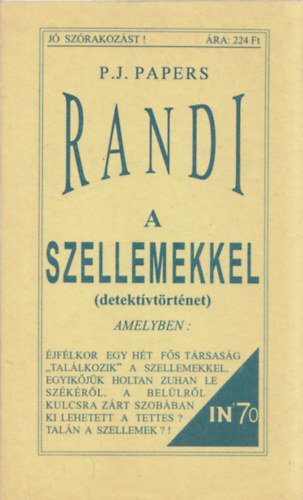 JÓ SZÓRAKOZÁST ! ÁRA: 224 Ft
P.J. PAPERS
RANDI
A
SZELLEMEKKEL
(detektívtörténet)
AMELYBEN :
ÉJFÉLKOR EGY HÉT FŐS TÁRSASÁG
„TALÁLKOZIK" A SZELLEMEKKEL,
EGYIKŐJÜK HOLTAN ZUHAN LE
SZÉKÉRŐL. A BELÜLRŐL
KULCSRA ZÁRT SZOBÁBAN
KI LEHETETT A TETTES ?
TALÁN A SZELLEMEK ? !
IN '70